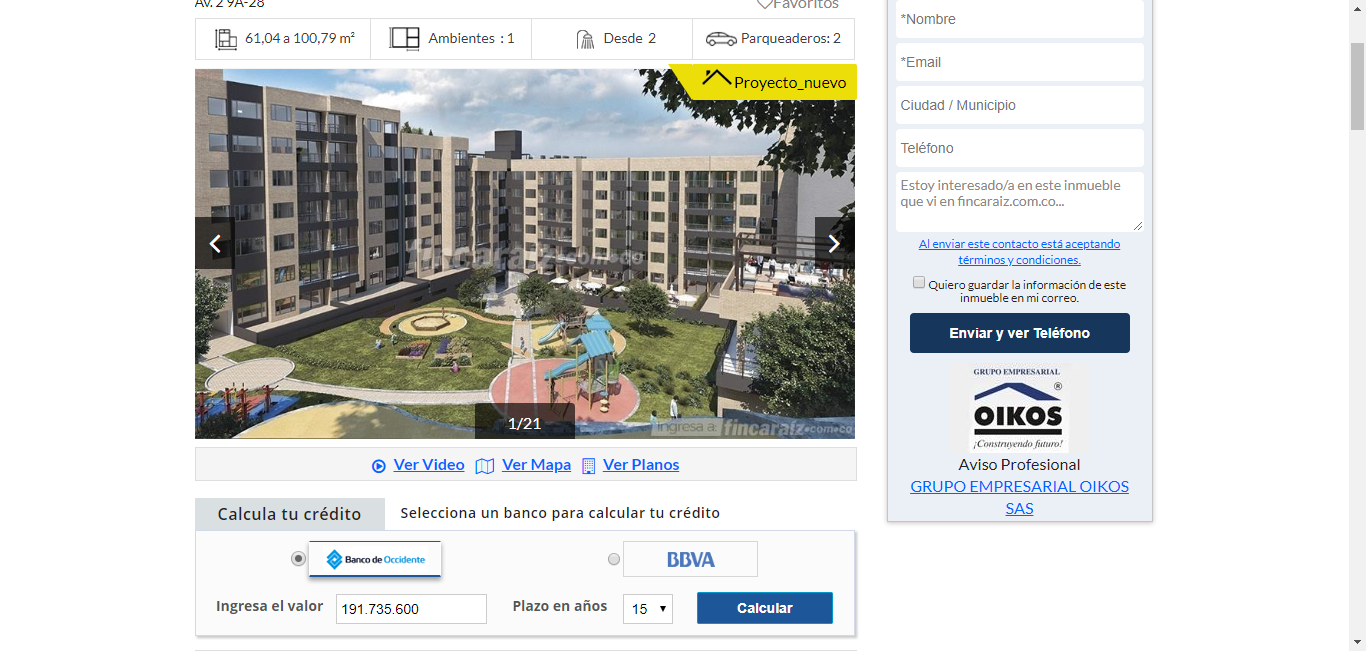 Av. 2 9A-28
Favoritos
61,04 a 100,79 m²
Ambientes : 1
Desde 2
Parqueaderos: 2
Proyecto_nuevo
fincaraiz.com.co
1/21
ingresa a: fincaraiz.com.co
Ver Video
Ver Mapa
Ver Planos
Calcula tu crédito
Selecciona un banco para calcular tu crédito
Banco de Occidente
BBVA
Ingresa el valor
191.735.600
Plazo en años
15
Calcular
*Nombre
*Email
Ciudad / Municipio
Teléfono
Estoy interesado/a en este inmueble
que vi en fincaraiz.com.co...
Al enviar este contacto está aceptando
términos y condiciones.
Quiero guardar la información de este
inmueble en mi correo.
Enviar y ver Teléfono
GRUPO EMPRESARIAL
OIKOS
®
¡Construyendo futuro!
Aviso Profesional
GRUPO EMPRESARIAL OIKOS
SAS